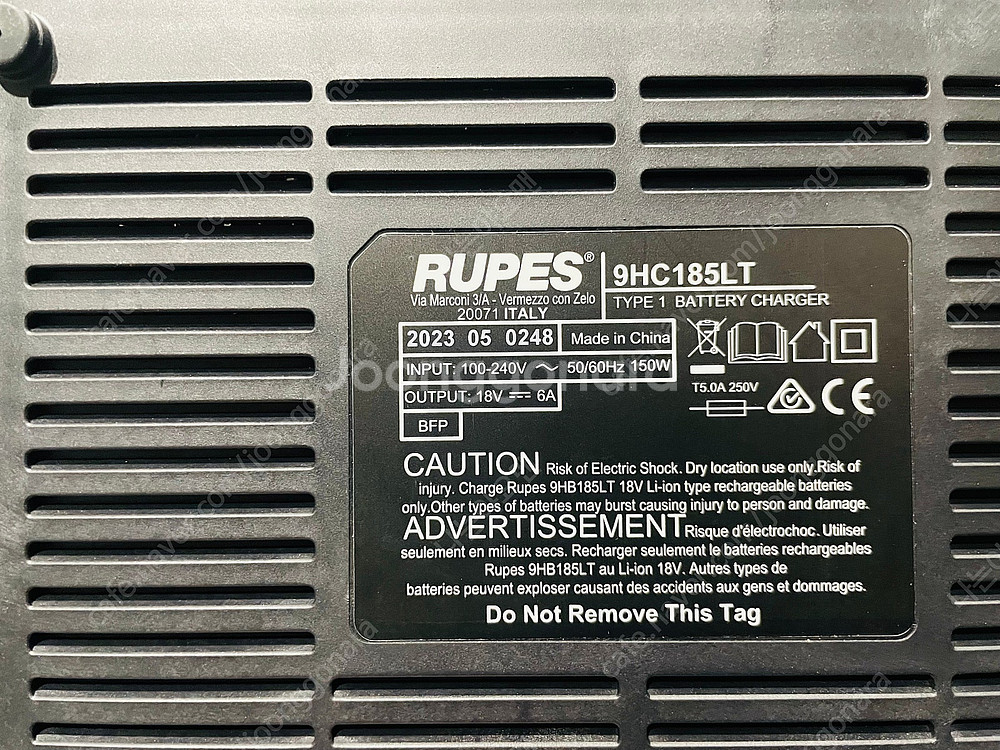 RUPES®
9HC185LT
Via Marconi 3/A - Vermezzo con Zelo
20071 ITALY
TYPE 1 BATTERY CHARGER
2023 05 0248
Made in China
INPUT: 100-240V ~ 50/60Hz 150W
OUTPUT: 18V ⎓ 6A
T5.0A 250V
CE
BFP
CAUTION Risk of Electric Shock. Dry location use only.Risk of
injury. Charge Rupes 9HB185LT 18V Li-ion type rechargeable batteries
only.Other types of batteries may burst causing injury to person and damage.
ADVERTISSEMENT Risque d'électrochoc. Utiliser
seulement en milieux secs. Recharger seulement le batteries rechargeables
Rupes 9HB185LT au Li-ion 18V. Autres types de
batteries peuvent exploser causant des accidents aux gens et dommages.
Do Not Remove This Tag
Joonggonara